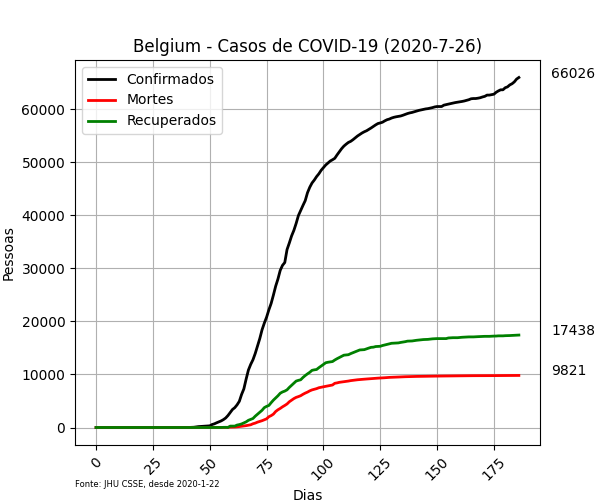 Belgium - Casos de COVID-19 (2020-7-26)
Confirmados
Mortes
Recuperados
66026
17438
9821
Pessoas
60000
50000
40000
30000
20000
10000
0
0 25 50 75 100 125 150 175
Dias
Fonte: JHU CSSE, desde 2020-1-22